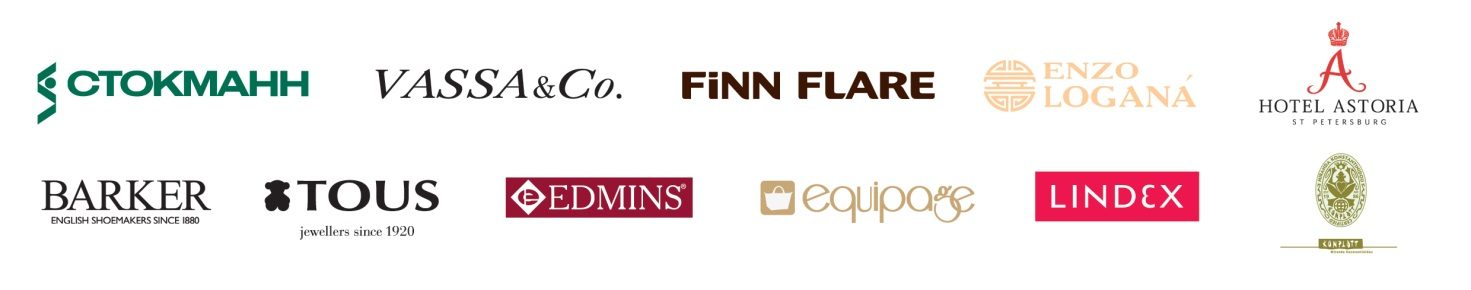 СТОКМАНН
VASSA&Co.
FiNN FLARE
ENZO
LOGANÁ
A
HOTEL ASTORIA
ST PETERSBURG
BARKER
ENGLISH SHOEMAKERS SINCE 1880
TOUS
jewellers since 1920
e EDMINS®
equipage
LINDEX
KONPLOTT